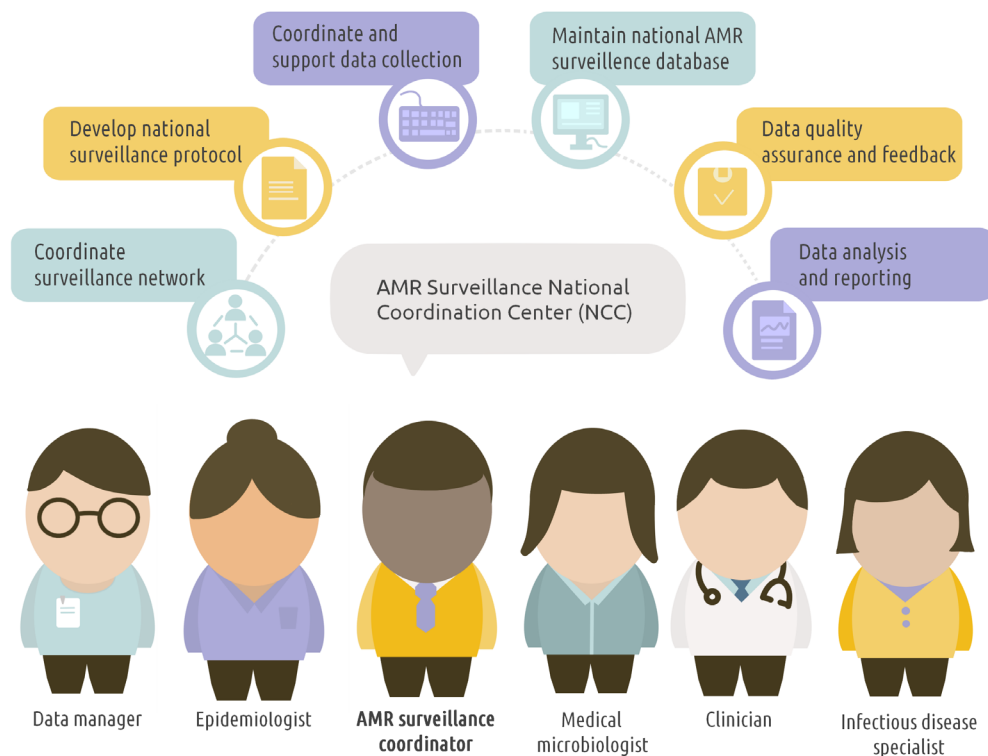 Coordinate and
support data collection
Maintain national AMR
surveillence database
Develop national
surveillance protocol
Data quality
assurance and feedback
Coordinate
surveillance network
Data analysis
and reporting
AMR Surveillance National
Coordination Center (NCC)
Data manager
Epidemiologist
AMR surveillance
coordinator
Medical
microbiologist
Clinician
Infectious disease
specialist